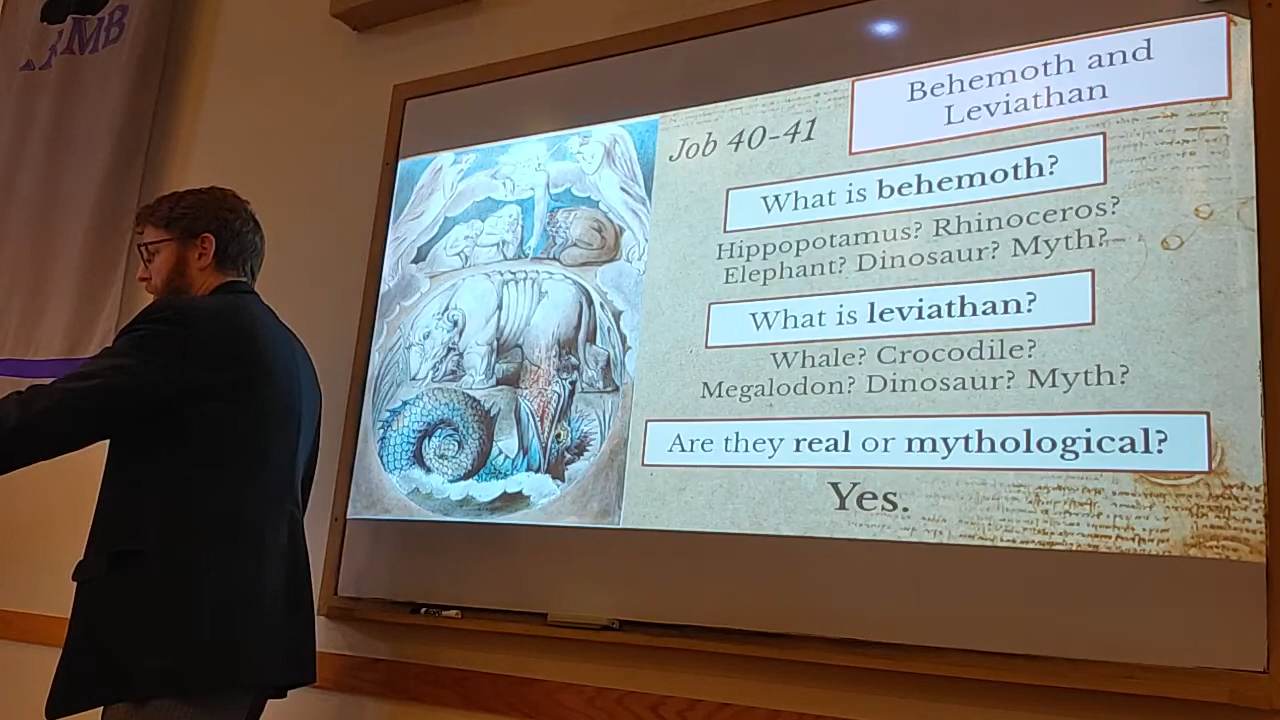 MB
Behemoth and
Leviathan
Job 40-41
What is behemoth?
Hippopotamus? Rhinoceros?
Elephant? Dinosaur? Myth?
What is leviathan?
Whale? Crocodile?
Megalodon? Dinosaur? Myth?
Are they real or mythological?
Yes.